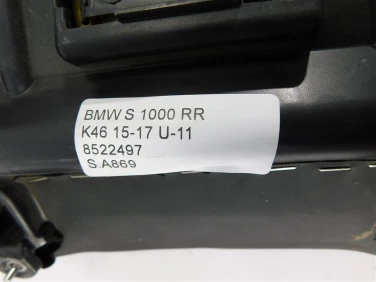 BMW S 1000 RR
K46 15-17 U-11
8522497
S.A869